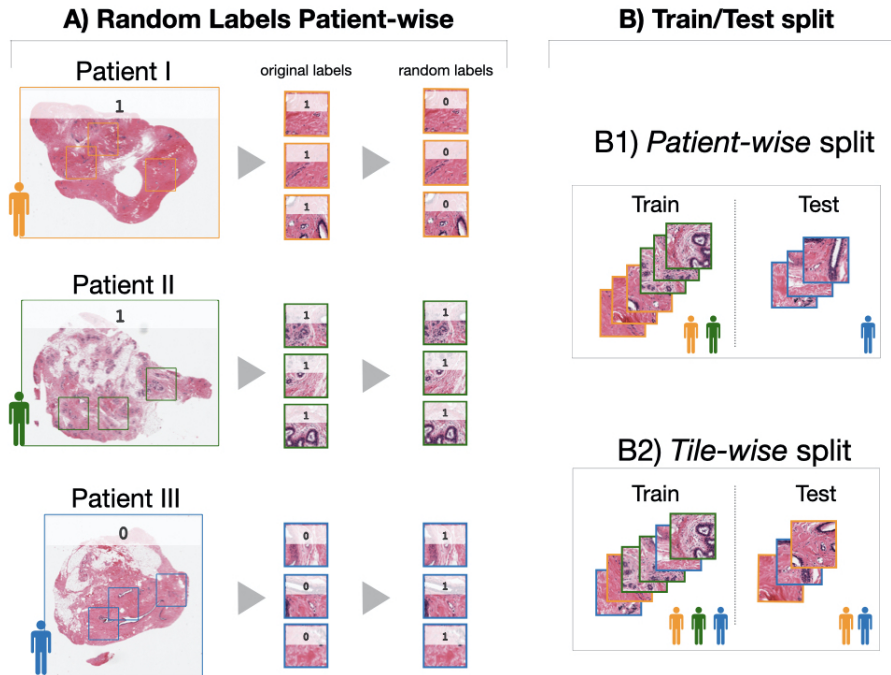 A) Random Labels Patient-wise
Patient I
original labels
random labels
1
1
0
1
0
1
0
Patient II
1
1
1
1
1
1
1
Patient III
0
0
1
0
1
0
1
B) Train/Test split
B1) Patient-wise split
Train
Test
B2) Tile-wise split
Train
Test